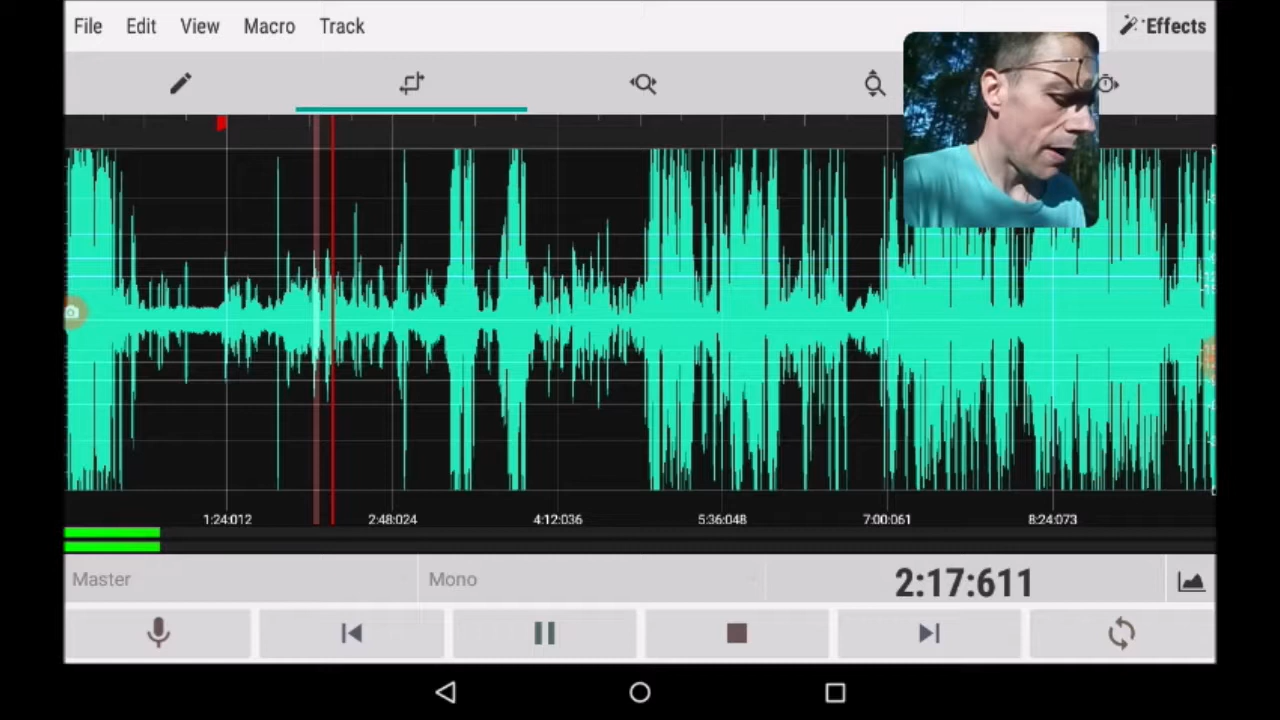 File Edit View Macro Track Effects
1:24:012 2:48:024 4:12:036 5:36:048 7:00:061 8:24:073
Master Mono 2:17:611